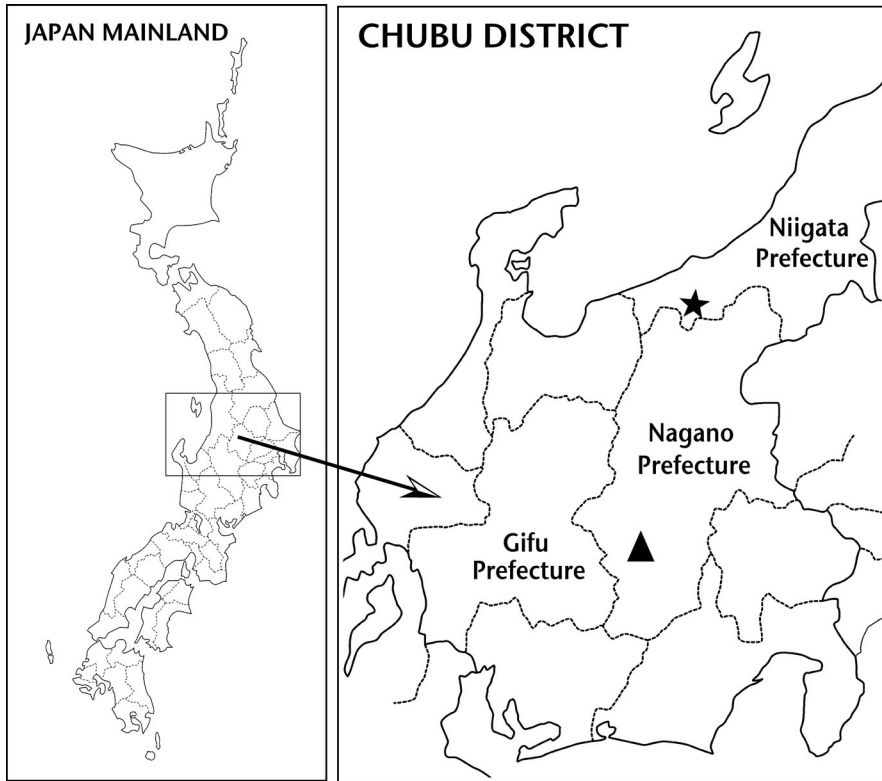 JAPAN MAINLAND
CHUBU DISTRICT
Niigata
Prefecture
Nagano
Prefecture
Gifu
Prefecture